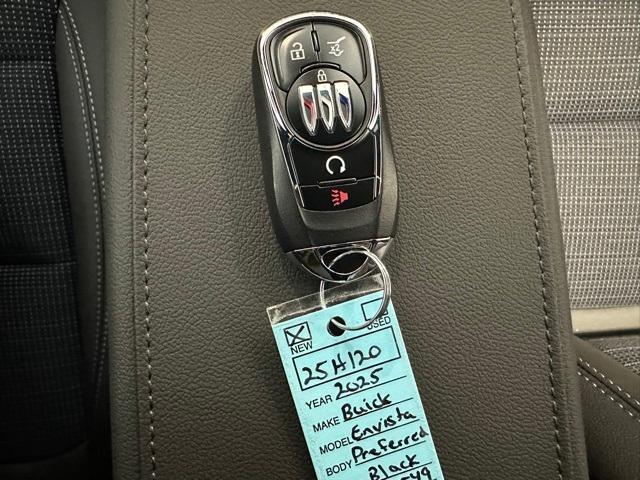 NEW USED
25H120
YEAR 2025
MAKE Buick
MODEL Envista
BODY Preferred
Black